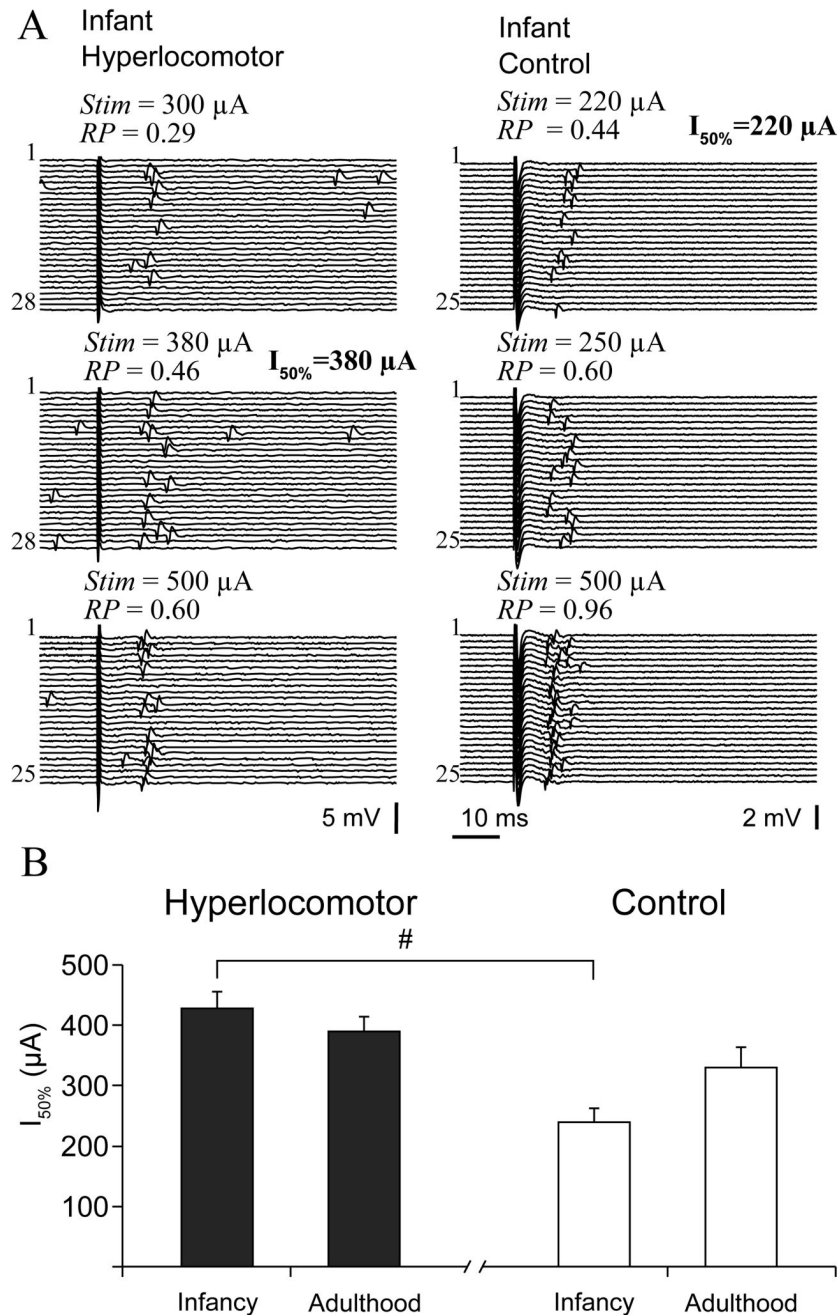 A
Infant
Hyperlocomotor
Stim = 300 µA
RP = 0.29
1
28
Stim = 380 µA
RP = 0.46
I50%=380 µA
1
28
Stim = 500 µA
RP = 0.60
1
25
5 mV
Infant
Control
Stim = 220 µA
RP = 0.44
I50%=220 µA
1
25
Stim = 250 µA
RP = 0.60
1
25
Stim = 500 µA
RP = 0.96
1
25
10 ms
2 mV
B
Hyperlocomotor
Control
#
I50% (µA)
500
400
300
200
100
Infancy
Adulthood
Infancy
Adulthood